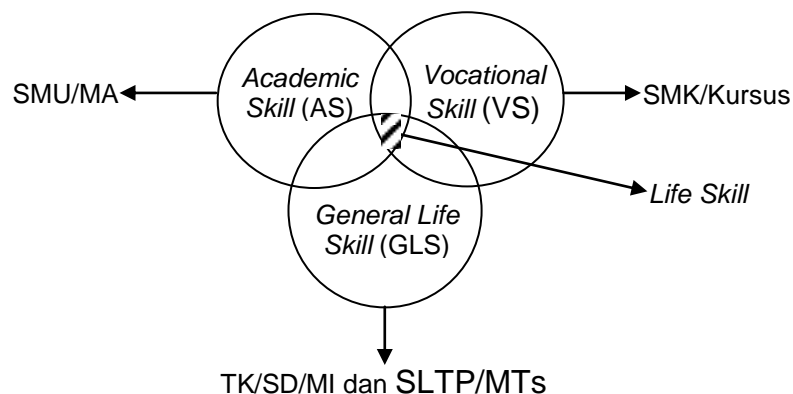 Academic
Skill (AS)
Vocational
Skill (VS)
SMU/MA
SMK/Kursus
Life Skill
General Life
Skill (GLS)
TK/SD/MI dan SLTP/MTs